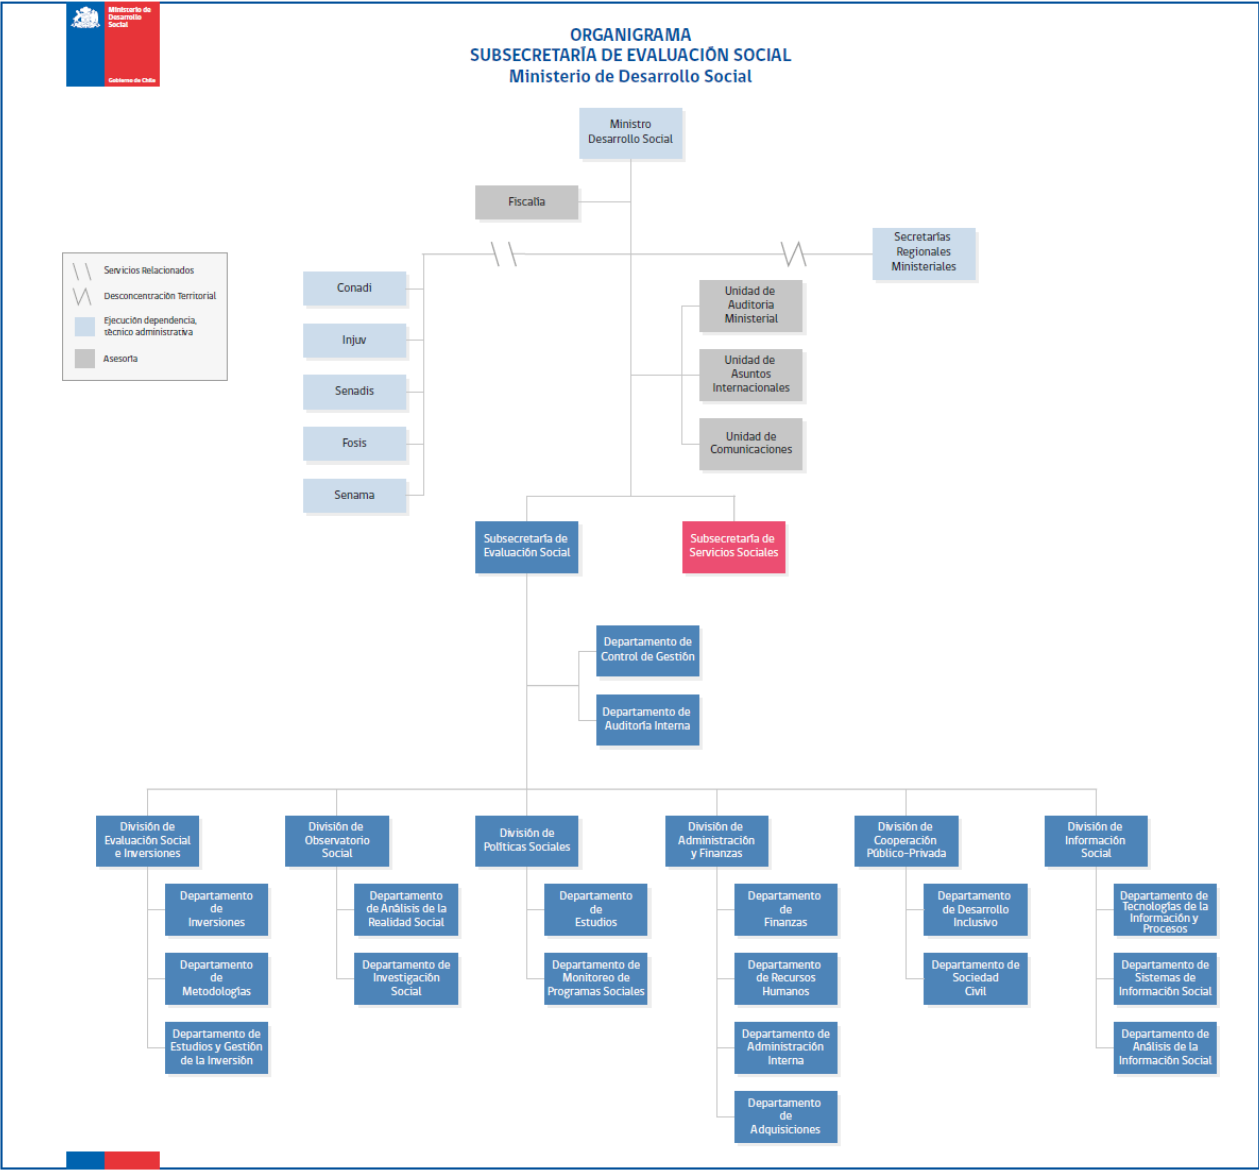 Ministerio de
Desarrollo
Social
Gobierno de Chile
ORGANIGRAMA
SUBSECRETARÍA DE EVALUACIÓN SOCIAL
Ministerio de Desarrollo Social
Ministro
Desarrollo Social
Fiscalía
Secretarías
Regionales
Ministeriales
Servicios Relacionados
Desconcentración Territorial
Ejecución dependencia,
técnico administrativa
Asesoría
Conadi
Injuv
Senadis
Fosis
Senama
Unidad de
Auditoria
Ministerial
Unidad de
Asuntos
Internacionales
Unidad de
Comunicaciones
Subsecretaría de
Evaluación Social
Subsecretaría de
Servicios Sociales
Departamento de
Control de Gestión
Departamento de
Auditoría Interna
División de
Evaluación Social
e Inversiones
División de
Observatorio
Social
División de
Políticas Sociales
División de
Administración
y Finanzas
División de
Cooperación
Público-Privada
División de
Información
Social
Departamento
de
Inversiones
Departamento
de Análisis de la
Realidad Social
Departamento
de
Estudios
Departamento
de
Finanzas
Departamento
de Desarrollo
Inclusivo
Departamento de
Tecnologías de la
Información y
Procesos
Departamento
de
Metodologías
Departamento de
Investigación
Social
Departamento de
Monitoreo de
Programas Sociales
Departamento
de Recursos
Humanos
Departamento de
Sociedad
Civil
Departamento de
Sistemas de
Información Social
Departamento de
Estudios y Gestión
de la Inversión
Departamento de
Administración
Interna
Departamento de
Análisis de la
Información Social
Departamento
de
Adquisiciones